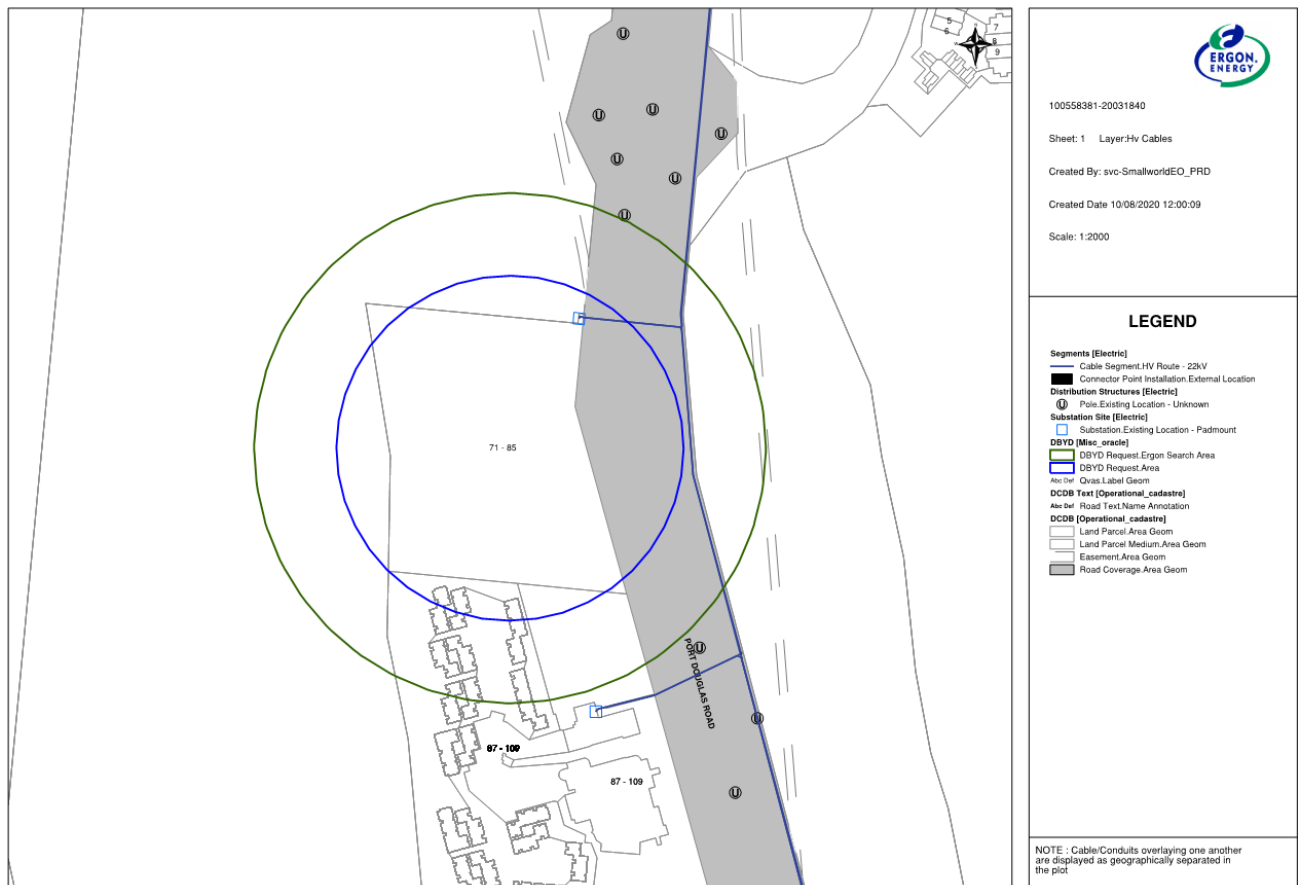 5
6
7
8
9
71 - 85
PORT DOUGLAS ROAD
87 - 109
87 - 109
U
U
U
U
U
U
U
U
U
U
ERGON.
ENERGY
100558381-20031840
Sheet: 1 Layer:Hv Cables
Created By: svc-SmallworldEO_PRD
Created Date 10/08/2020 12:00:09
Scale: 1:2000
LEGEND
Segments [Electric]
Cable Segment.HV Route - 22kV
Connector Point Installation.External Location
Distribution Structures [Electric]
U Pole.Existing Location - Unknown
Substation Site [Electric]
Substation.Existing Location - Padmount
DBYD [Misc_oracle]
DBYD Request.Ergon Search Area
DBYD Request.Area
Abc Def Qvas.Label Geom
DCDB Text [Operational_cadastre]
Abc Def Road Text.Name Annotation
DCDB [Operational_cadastre]
Land Parcel.Area Geom
Land Parcel Medium.Area Geom
Easement.Area Geom
Road Coverage.Area Geom
NOTE : Cable/Conduits overlaying one another
are displayed as geographically separated in
the plot